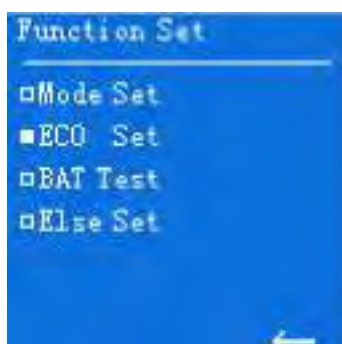 Function Set
□Mode Set
■ECO Set
□BAT Test
□Else Set